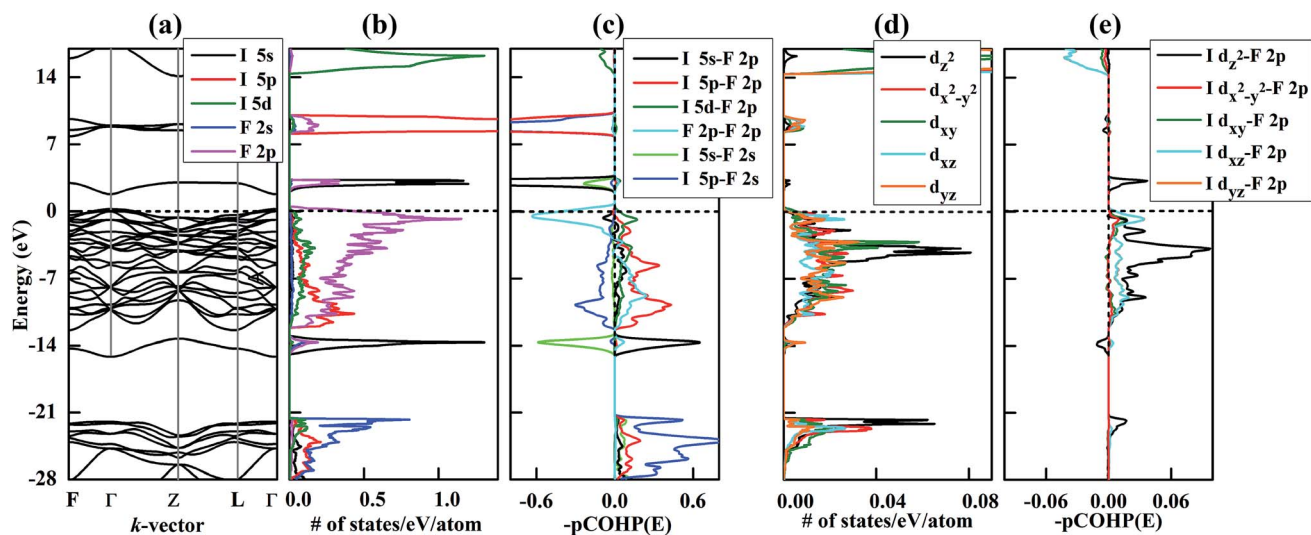 (a)
(b)
(c)
(d)
(e)
Energy (eV)
14
7
0
-7
-14
-21
-28
F Γ Z L Γ
k-vector
I 5s
I 5p
I 5d
F 2s
F 2p
0.0 0.5 1.0
# of states/eV/atom
I 5s-F 2p
I 5p-F 2p
I 5d-F 2p
F 2p-F 2p
I 5s-F 2s
I 5p-F 2s
-0.6 0.0 0.6
-pCOHP(E)
dz²
dx²-y²
dxy
dxz
dyz
0.00 0.04 0.08
# of states/eV/atom
I dz²-F 2p
I dx²-y²-F 2p
I dxy-F 2p
I dxz-F 2p
I dyz-F 2p
-0.06 0.00 0.06
-pCOHP(E)